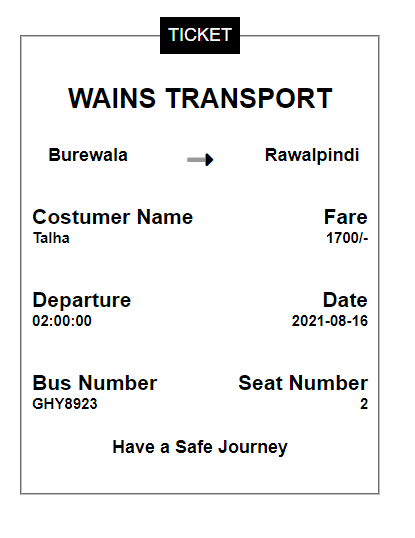 TICKET
WAINS TRANSPORT
Burewala Rawalpindi
Costumer Name Fare
Talha 1700/-
Departure Date
02:00:00 2021-08-16
Bus Number Seat Number
GHY8923 2
Have a Safe Journey